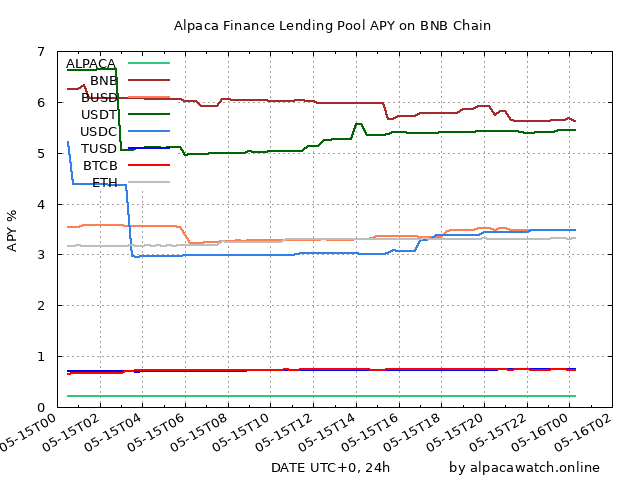 Alpaca Finance Lending Pool APY on BNB Chain
7
6
5
4
3
2
1
0
APY %
ALPACA
BNB
BUSD
USDT
USDC
TUSD
BTCB
ETH
05-15T00
05-15T02
05-15T04
05-15T06
05-15T08
05-15T10
05-15T12
05-15T14
05-15T16
05-15T18
05-15T20
05-15T22
05-16T00
05-16T02
DATE UTC+0, 24h
by alpacawatch.online